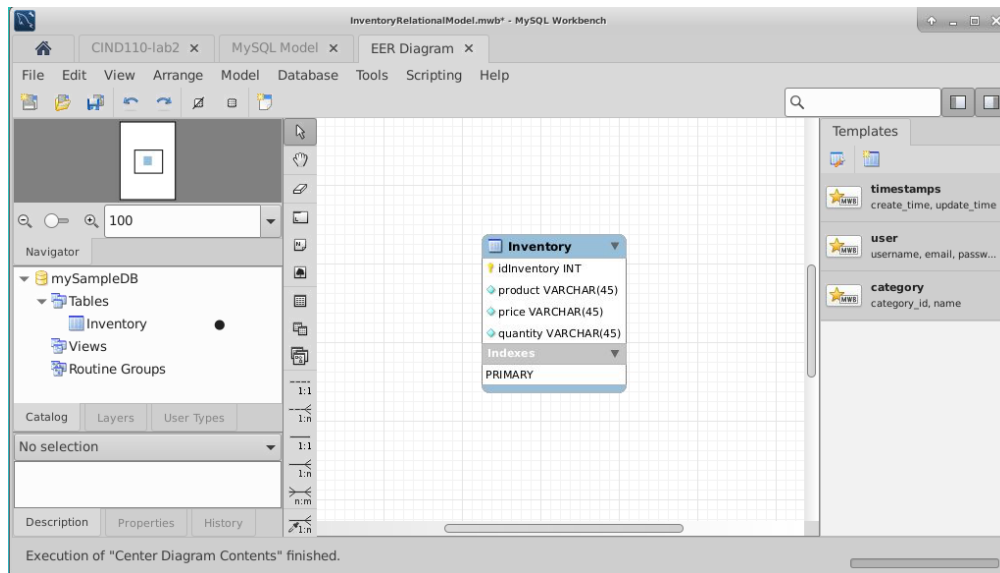 InventoryRelationalModel.mwb* - MySQL Workbench
CIND110-lab2 ×
MySQL Model ×
EER Diagram ×
File Edit View Arrange Model Database Tools Scripting Help
Templates
timestamps
create_time, update_time
user
username, email, passw...
category
category_id, name
100
Navigator
mySampleDB
Tables
Inventory
Views
Routine Groups
Catalog Layers User Types
No selection
Description Properties History
1:1
1:n
1:1
1:n
n:m
1:n
Inventory
idInventory INT
product VARCHAR(45)
price VARCHAR(45)
quantity VARCHAR(45)
Indexes
PRIMARY
Execution of "Center Diagram Contents" finished.